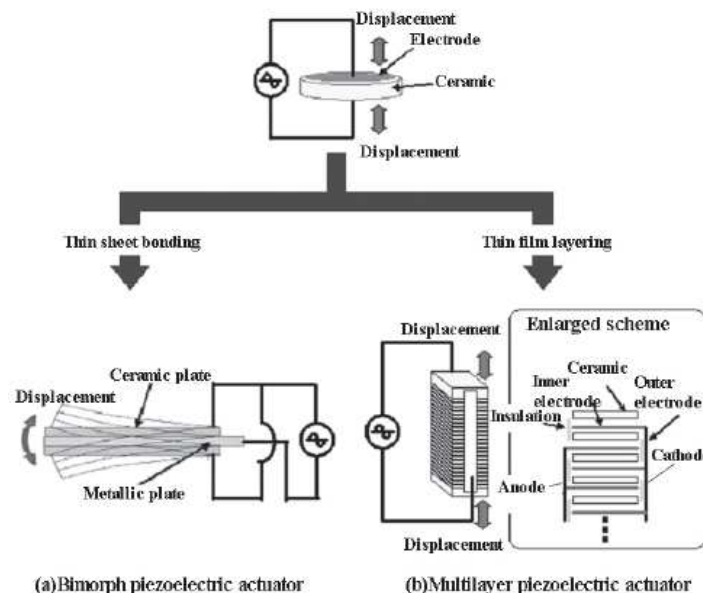 Displacement
Electrode
Ceramic
Displacement
Thin sheet bonding
Thin film layering
Displacement
Enlarged scheme
Ceramic plate
Displacement
Metallic plate
Ceramic
Inner
electrode
Outer
electrode
Insulation
Cathode
Anode
Displacement
(a)Bimorph piezoelectric actuator
(b)Multilayer piezoelectric actuator